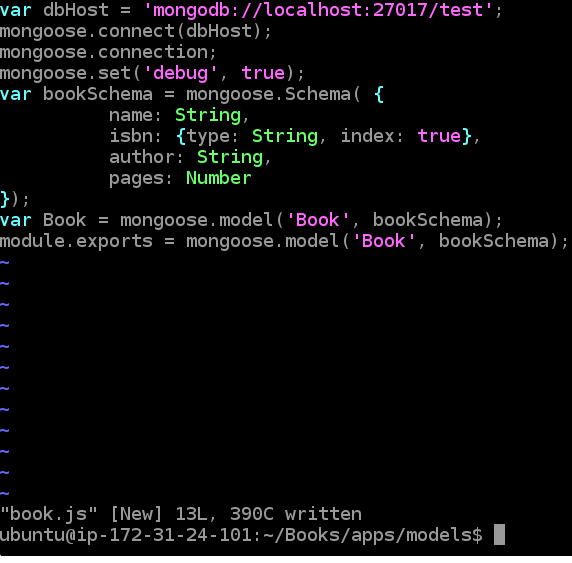 var dbHost = 'mongodb://localhost:27017/test';
mongoose.connect(dbHost);
mongoose.connection;
mongoose.set('debug', true);
var bookSchema = mongoose.Schema( {
          name: String,
          isbn: {type: String, index: true},
          author: String,
          pages: Number
});
var Book = mongoose.model('Book', bookSchema);
module.exports = mongoose.model('Book', bookSchema);
~
~
~
~
~
~
~
~
~
~
~
~
"book.js" [New] 13L, 390C written
ubuntu@ip-172-31-24-101:~/Books/apps/models$